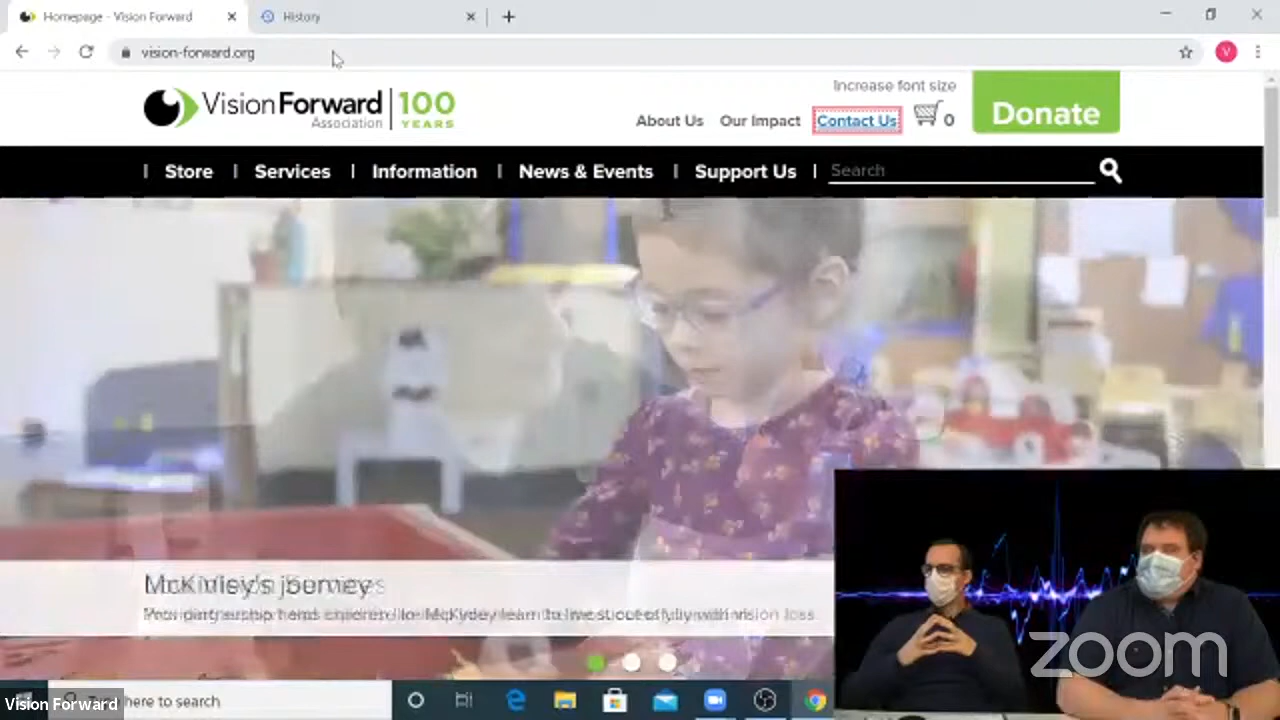 Homepage - Vision Forward
History
vision-forward.org
Increase font size
VisionForward
Association
100
YEARS
About Us
Our Impact
Contact Us
0
Donate
Store
Services
Information
News & Events
Support Us
Search
McKinley's journey
vision loss
zoom
Vision Forward
here to search